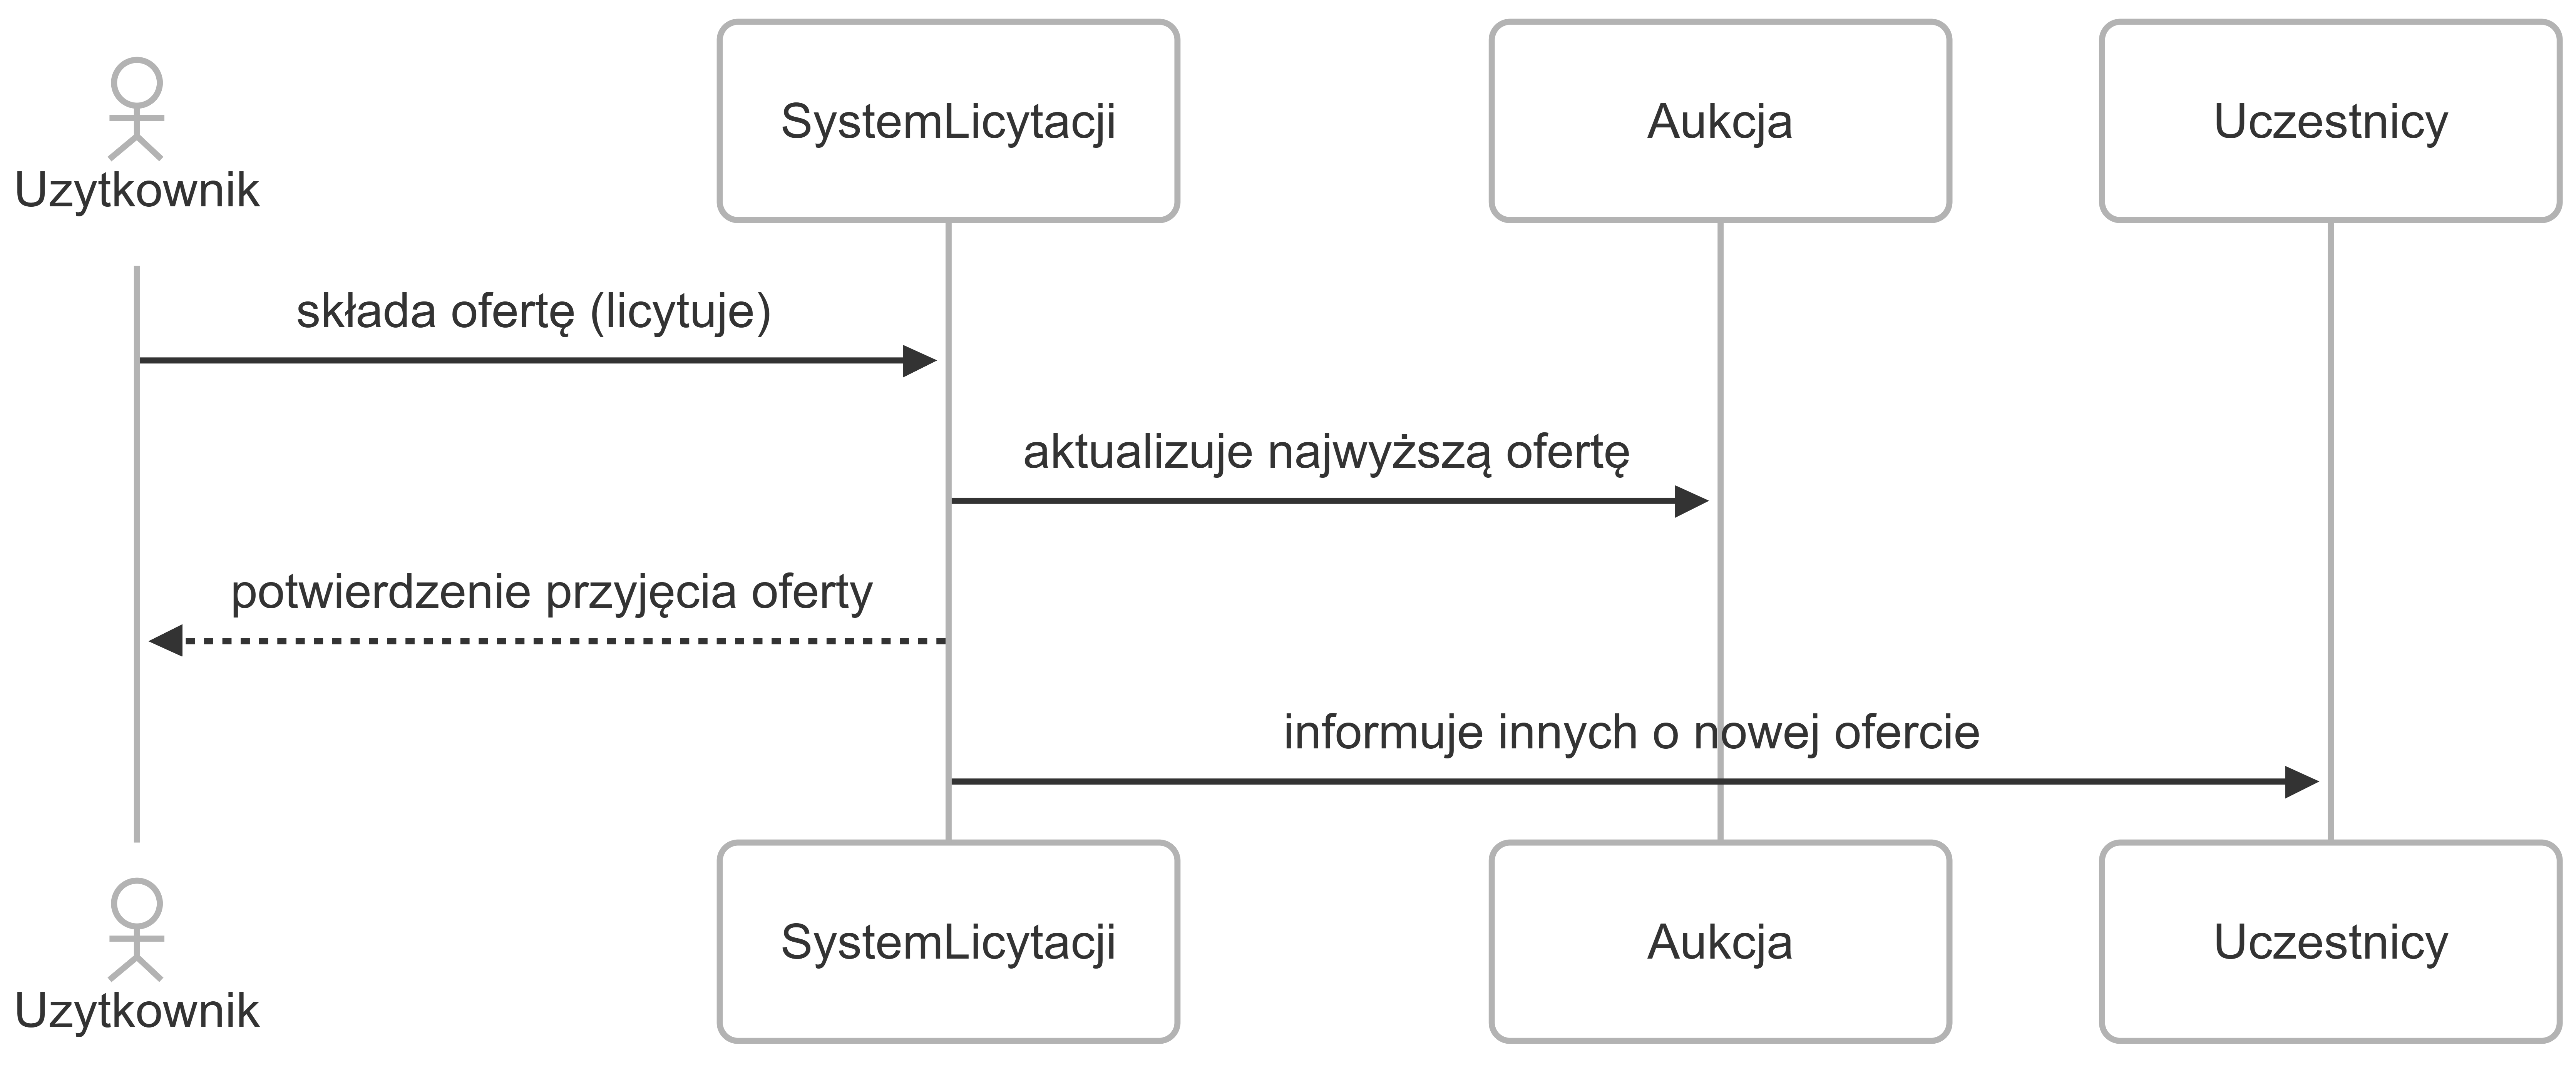 Uzytkownik
SystemLicytacji
Aukcja
Uczestnicy
składa ofertę (licytuje)
aktualizuje najwyższą ofertę
potwierdzenie przyjęcia oferty
informuje innych o nowej ofercie
Uzytkownik
SystemLicytacji
Aukcja
Uczestnicy